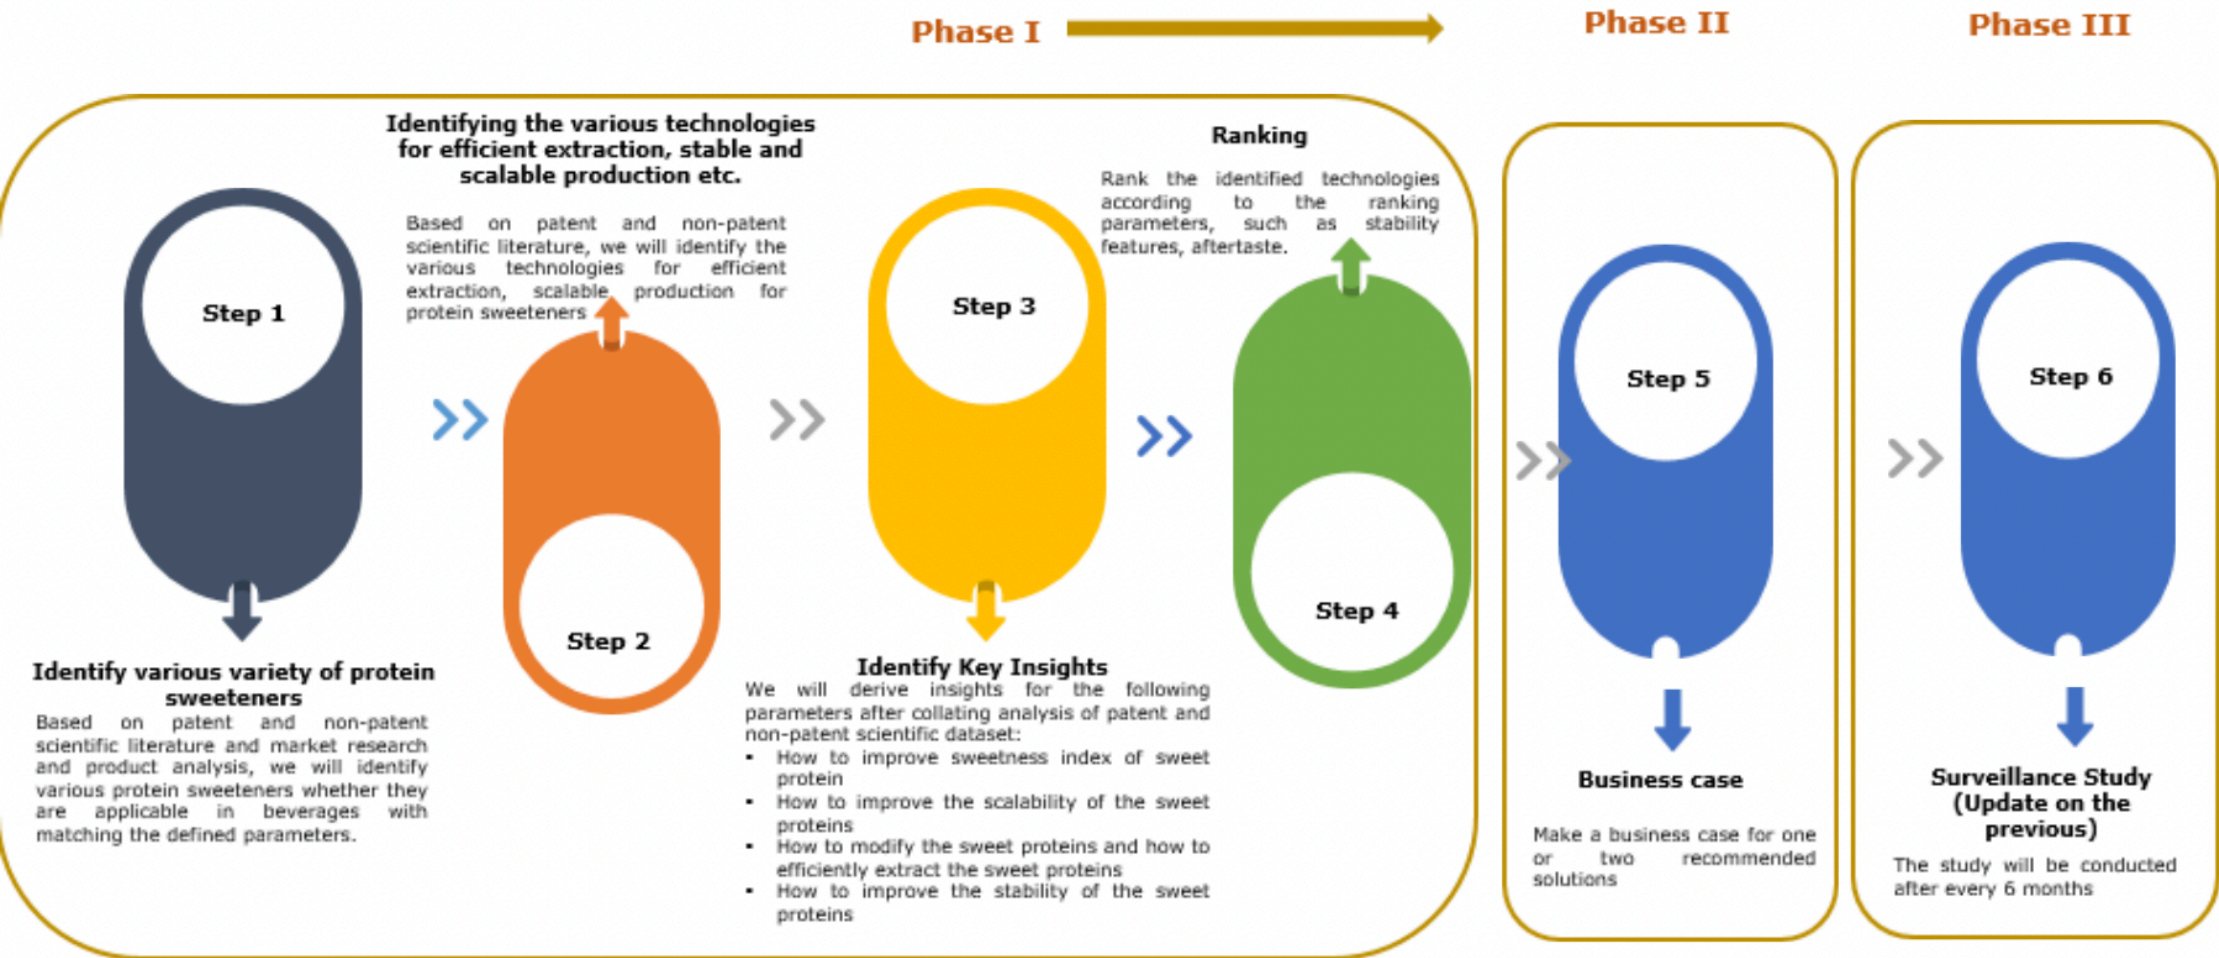 Phase I
Phase II
Phase III
Step 1
Identify various variety of protein
sweeteners
Based on patent and non-patent
scientific literature and market research
and product analysis, we will identify
various protein sweeteners whether they
are applicable in beverages with
matching the defined parameters.
Identifying the various technologies
for efficient extraction, stable and
scalable production etc.
Based on patent and non-patent
scientific literature, we will identify the
various technologies for efficient
extraction, scalable production for
protein sweeteners
Step 2
Step 3
Identify Key Insights
We will derive insights for the following
parameters after collating analysis of patent and
non-patent scientific dataset:
▪ How to improve sweetness index of sweet
protein
▪ How to improve the scalability of the sweet
proteins
▪ How to modify the sweet proteins and how to
efficiently extract the sweet proteins
▪ How to improve the stability of the sweet
proteins
Ranking
Rank the identified technologies
according to the ranking
parameters, such as stability
features, aftertaste.
Step 4
Step 5
Business case
Make a business case for one
or two recommended
solutions
Step 6
Surveillance Study
(Update on the
previous)
The study will be conducted
after every 6 months